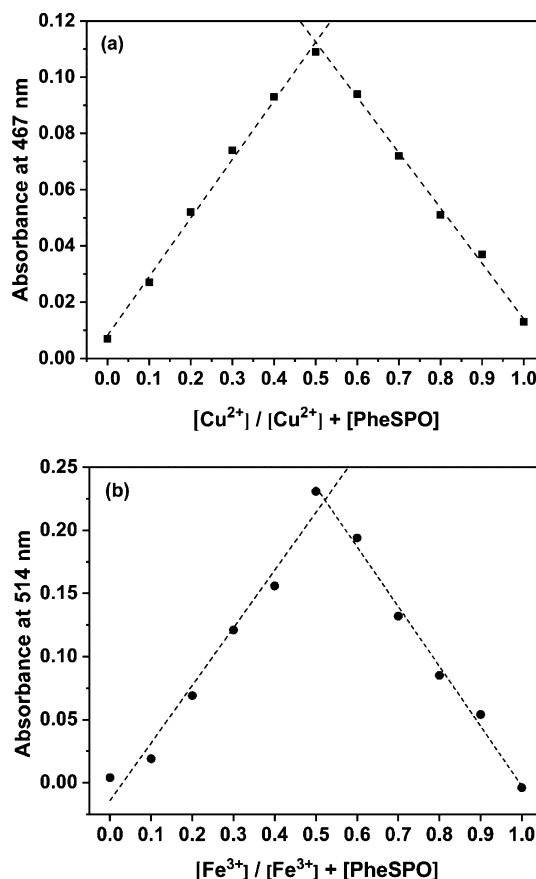 (a)
Absorbance at 467 nm
0.12
0.10
0.08
0.06
0.04
0.02
0.00
0.0 0.1 0.2 0.3 0.4 0.5 0.6 0.7 0.8 0.9 1.0
[Cu²⁺] / [Cu²⁺] + [PheSPO]
(b)
Absorbance at 514 nm
0.25
0.20
0.15
0.10
0.05
0.00
0.0 0.1 0.2 0.3 0.4 0.5 0.6 0.7 0.8 0.9 1.0
[Fe³⁺] / [Fe³⁺] + [PheSPO]